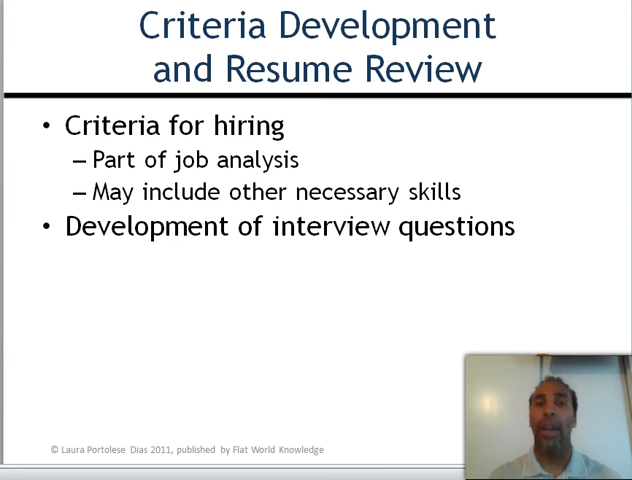 Criteria Development
and Resume Review
• Criteria for hiring
– Part of job analysis
– May include other necessary skills
• Development of interview questions
© Laura Portolese Dias 2011, published by Flat World Knowledge